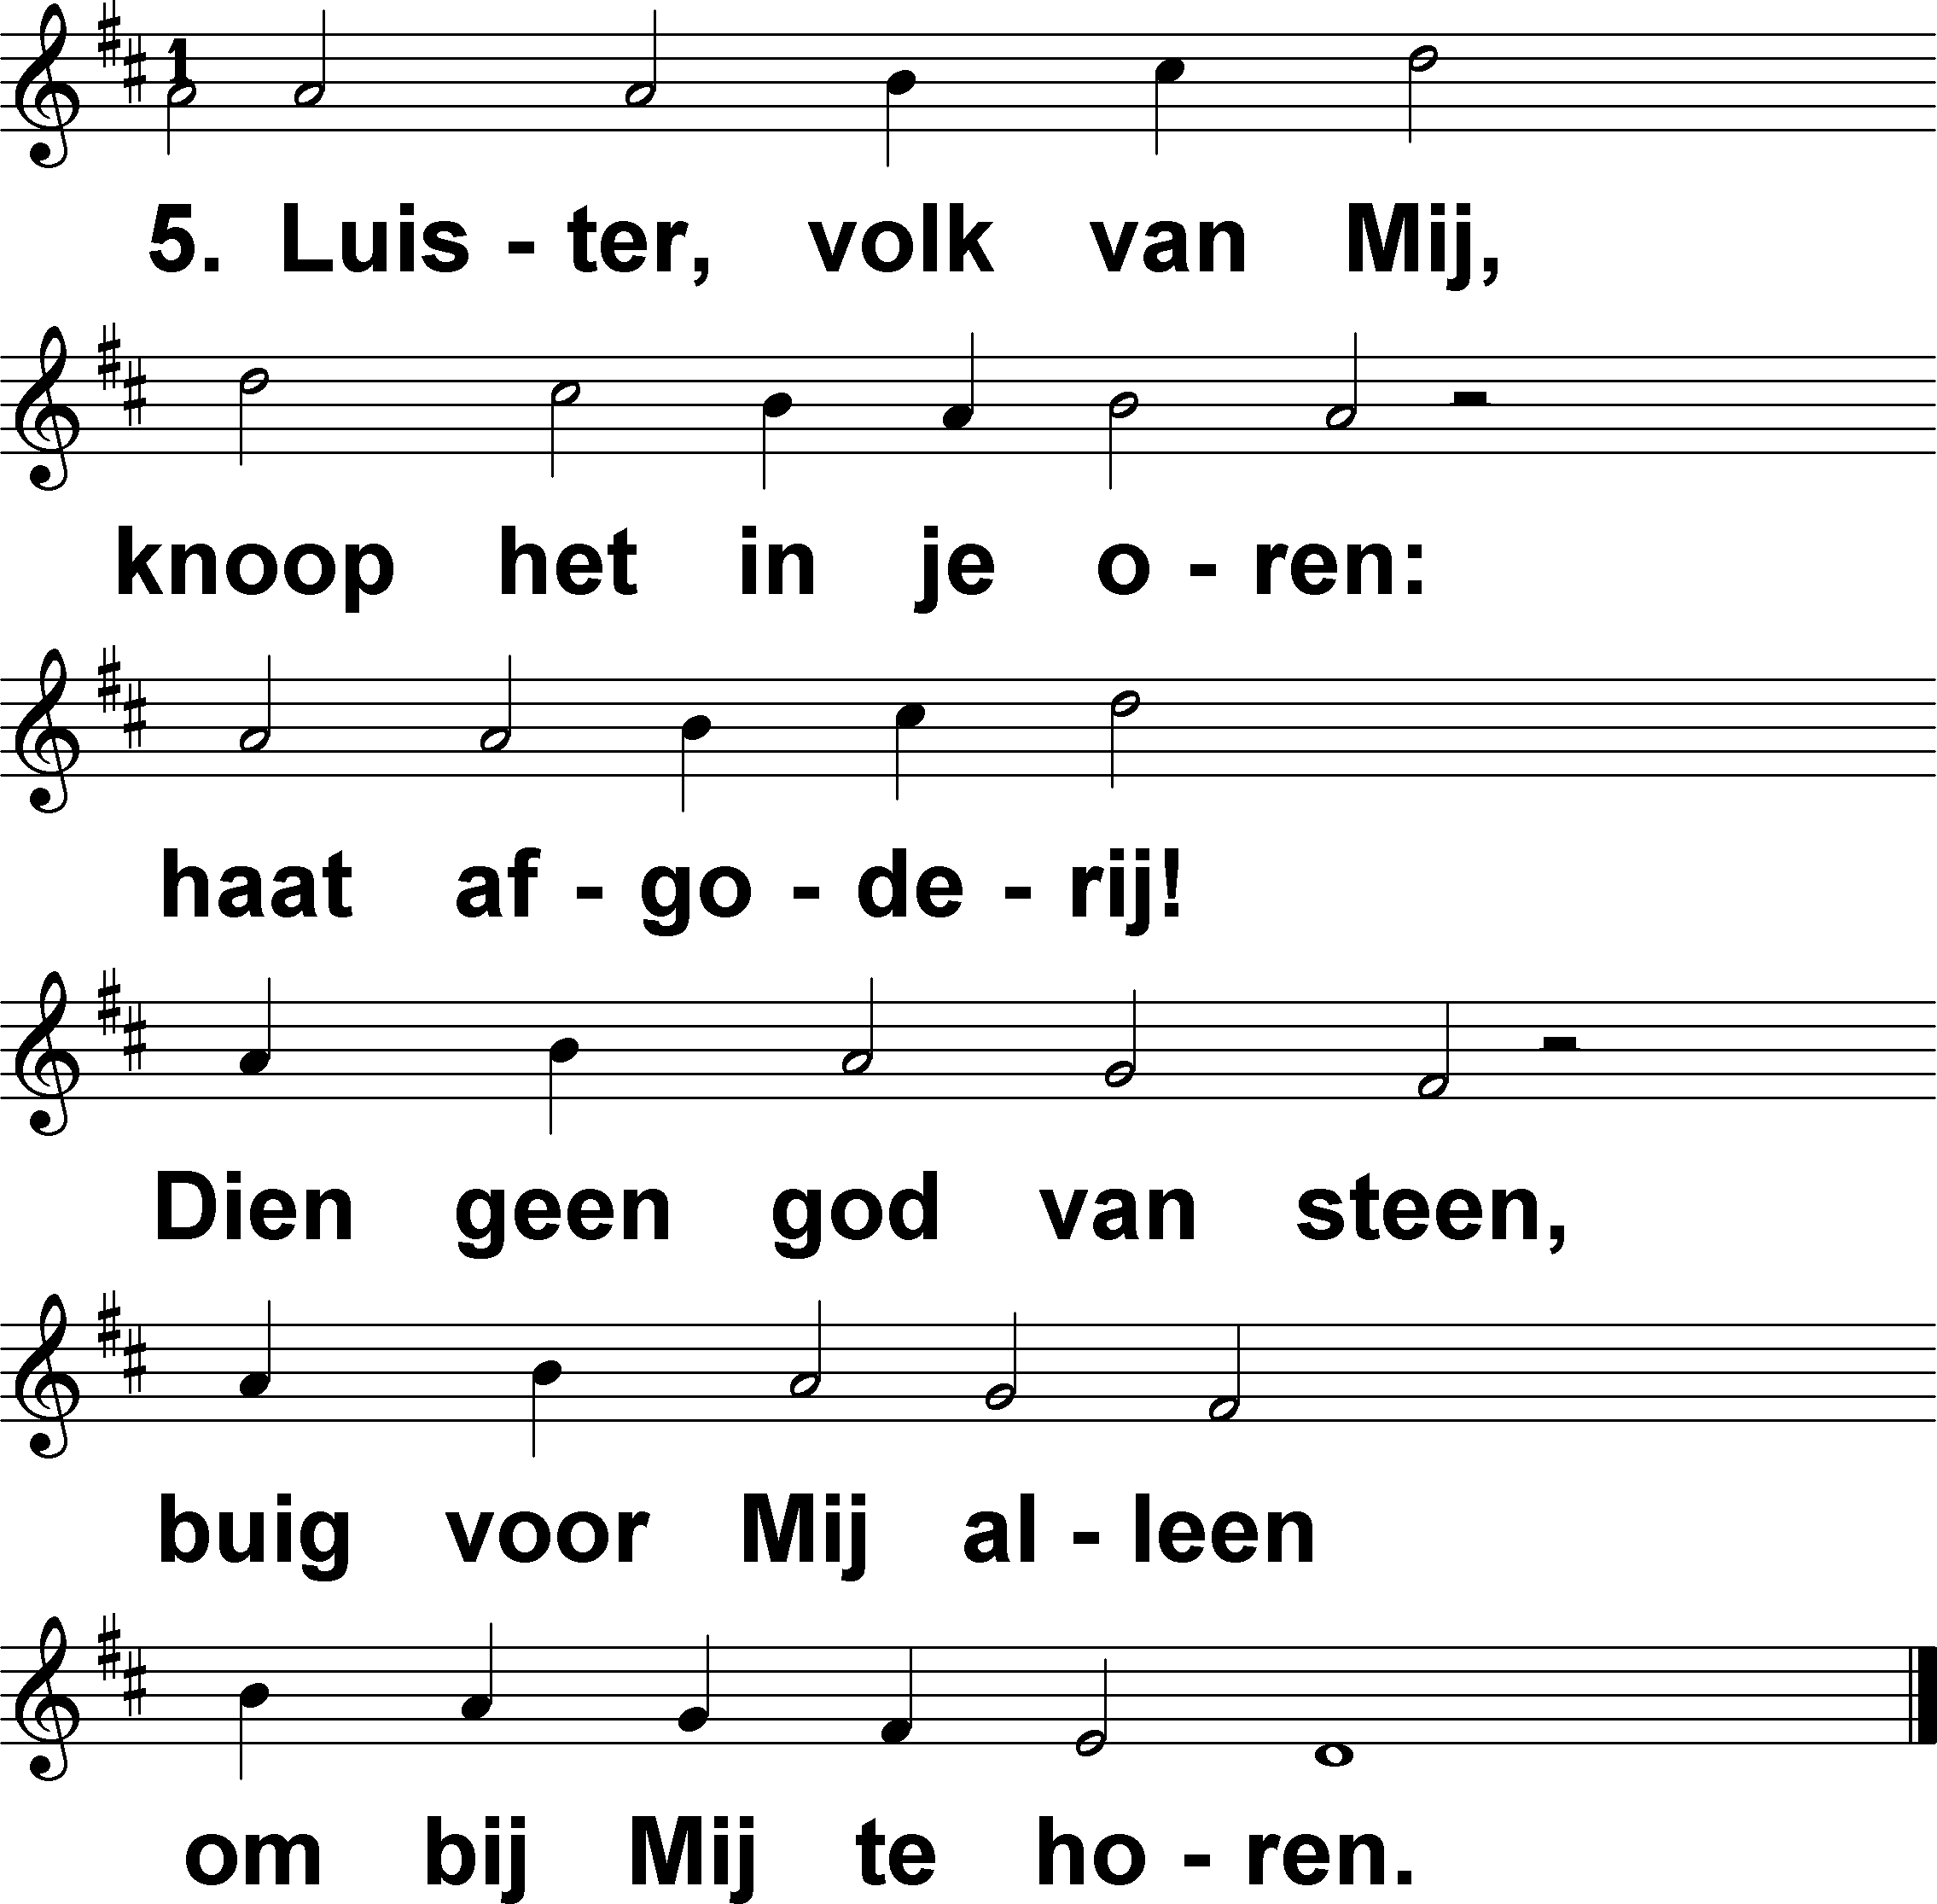 1
5. Luis - ter, volk van Mij,
knoop het in je o - ren:
haat af - go - de - rij!
Dien geen god van steen,
buig voor Mij al - leen
om bij Mij te ho - ren.